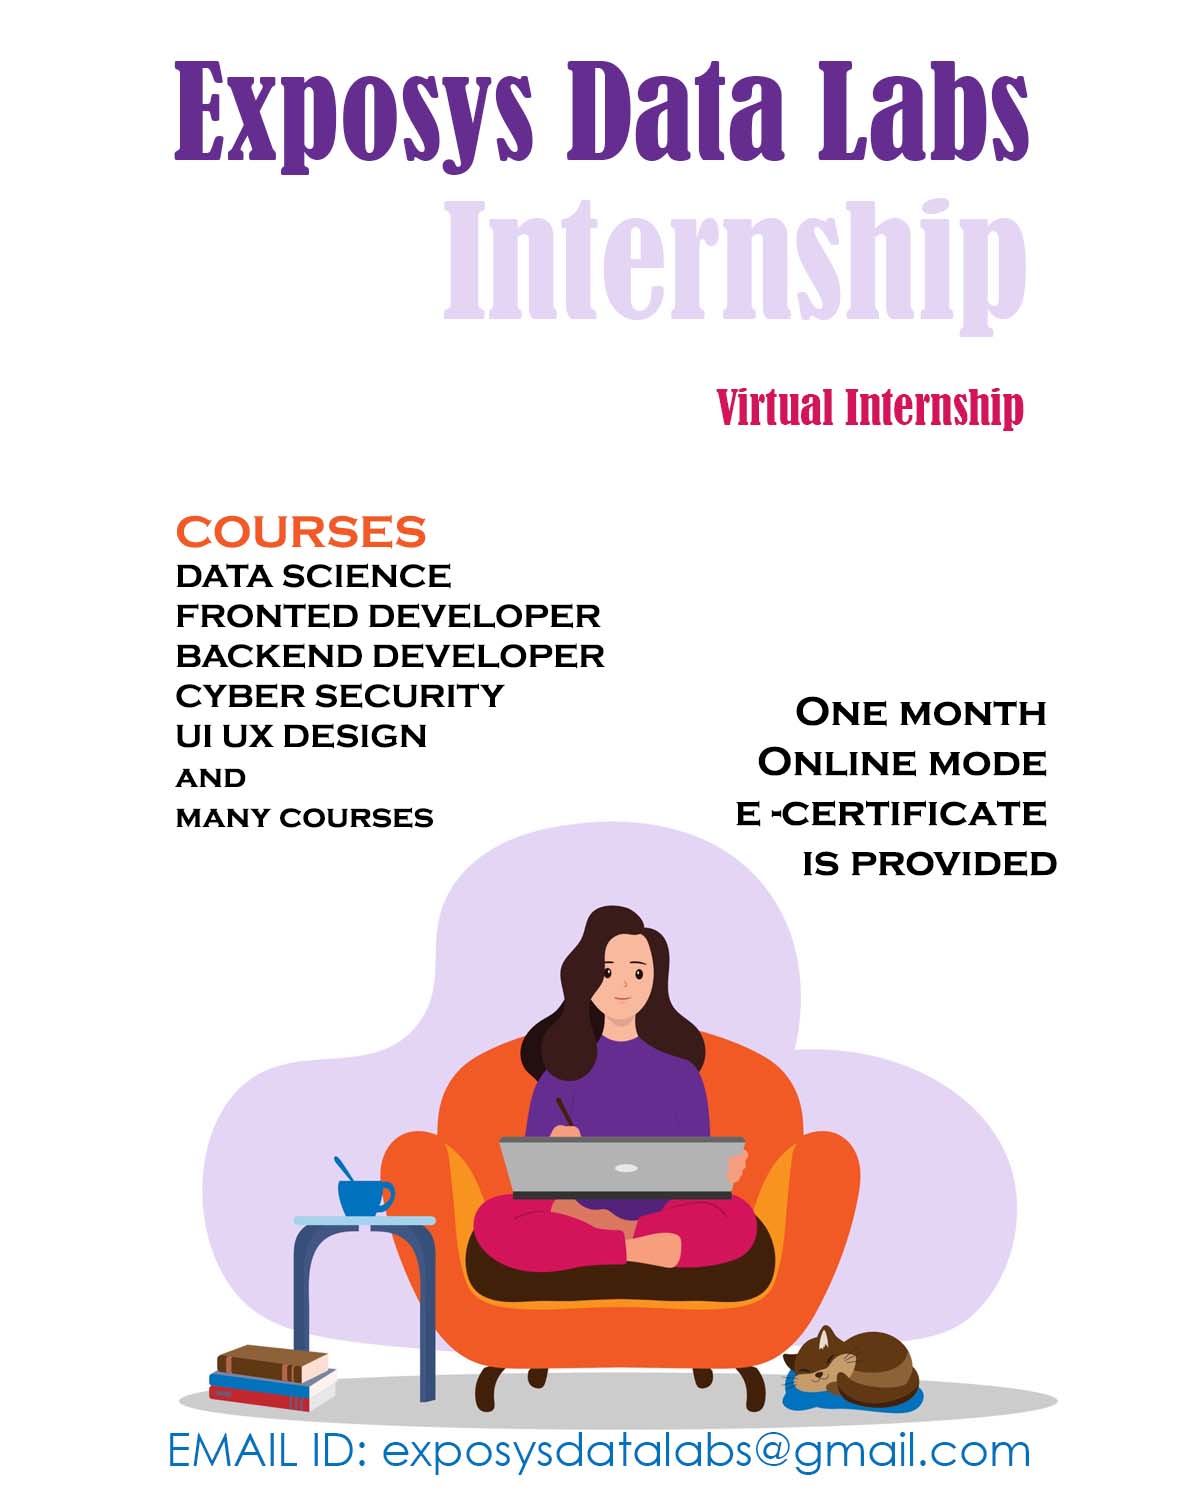 Exposys Data Labs
Internship
Virtual Internship
COURSES
DATA SCIENCE
FRONTED DEVELOPER
BACKEND DEVELOPER
CYBER SECURITY
UI UX DESIGN
AND
MANY COURSES
ONE MONTH
ONLINE MODE
E -CERTIFICATE
IS PROVIDED
EMAIL ID: exposysdatalabs@gmail.com